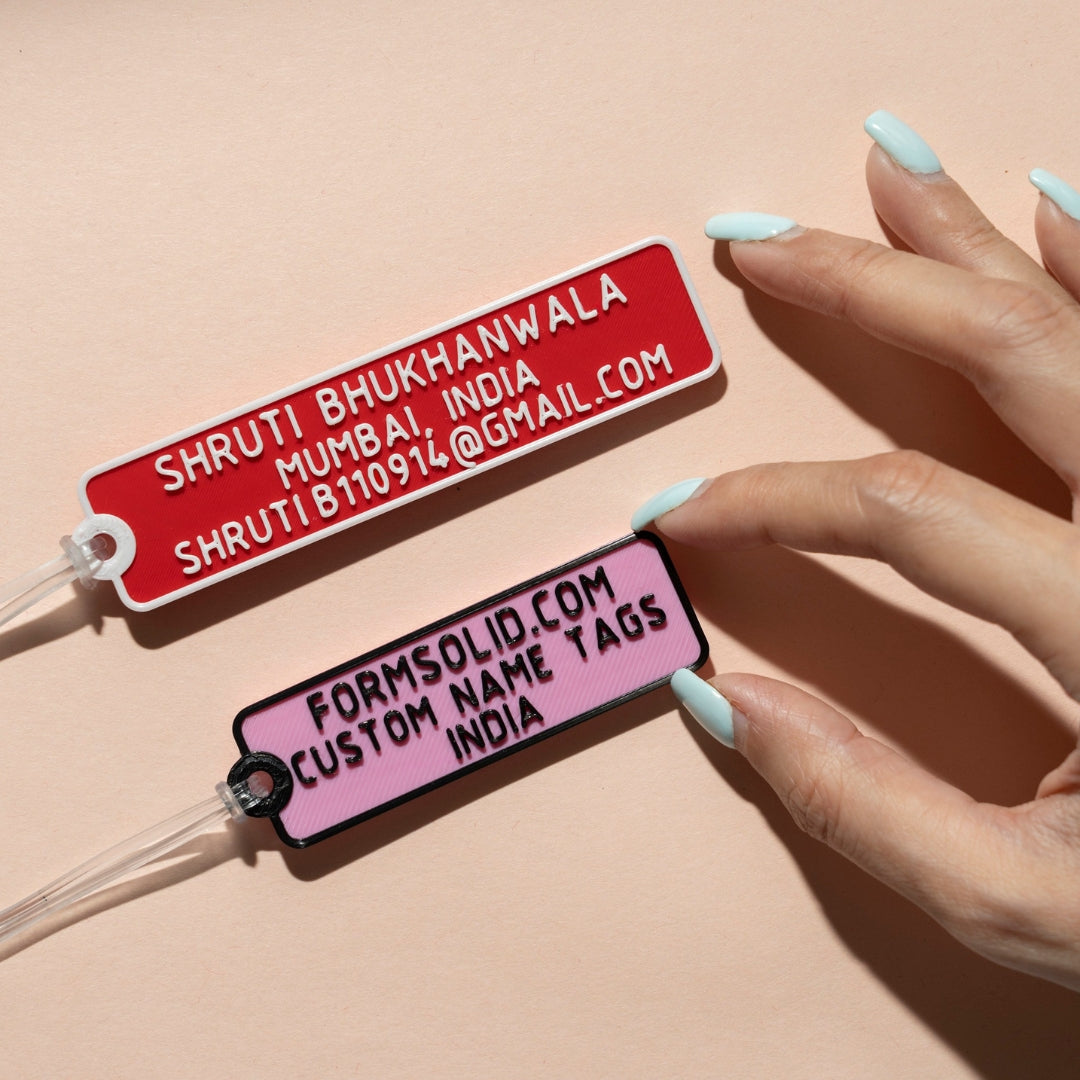 SHRUTI BHUKHANWALA
MUMBAI, INDIA
SHRUTIB110914@GMAIL.COM
FORMSOLID.COM
CUSTOM NAME TAGS
INDIA